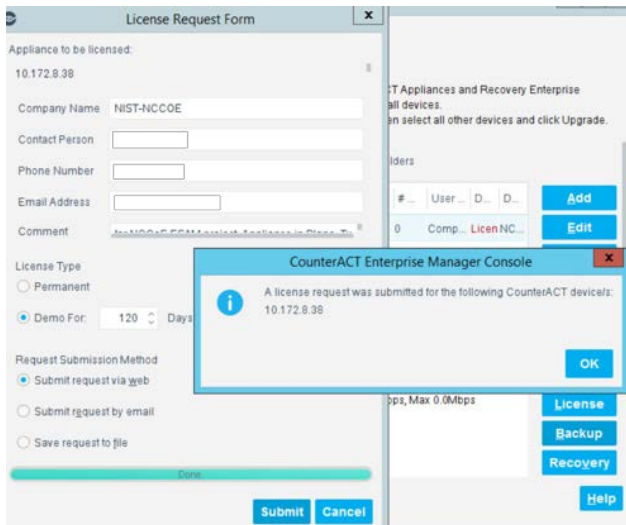 License Request Form
x
Appliance to be licensed:
10.172.8.38
Company Name NIST-NCCOE
Contact Person
Phone Number
Email Address
Comment
License Type
Permanent
Demo For: 120 Days
Request Submission Method
Submit request via web
Submit request by email
Save request to file
Done.
Submit Cancel
CT Appliances and Recovery Enterprise
all devices.
en select all other devices and click Upgrade.
lders
#... User ... D... D...
0 Comp... Licen NC...
Add
Edit
CounterACT Enterprise Manager Console
x
A license request was submitted for the following CounterACT device/s:
10.172.8.38
OK
bps, Max 0.0Mbps
License
Backup
Recovery
Help